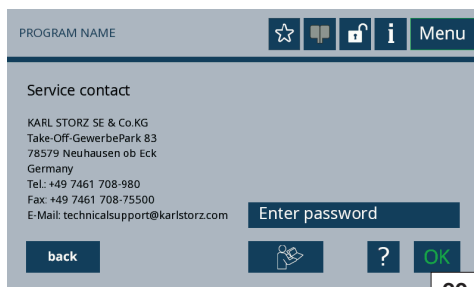 PROGRAM NAME
i Menu
Service contact
KARL STORZ SE & Co.KG
Take-Off-GewerbePark 83
78579 Neuhausen ob Eck
Germany
Tel.: +49 7461 708-980
Fax: +49 7461 708-75500
E-Mail: technicalsupport@karlstorz.com
Enter password
back ? OK